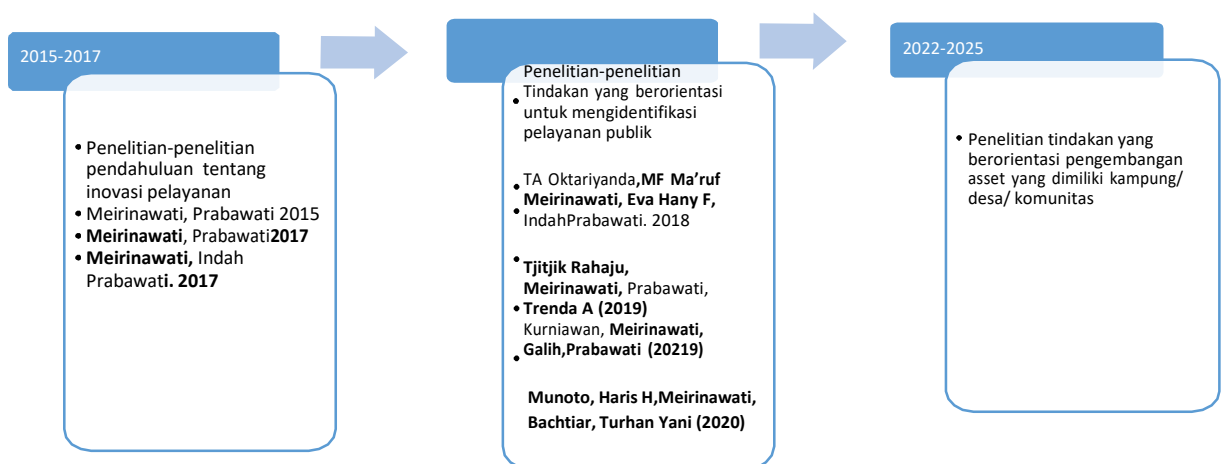 2015-2017
• Penelitian-penelitian
pendahuluan tentang
inovasi pelayanan
• Meirinawati, Prabawati 2015
• Meirinawati, Prabawati2017
• Meirinawati, Indah
Prabawati. 2017
Penelitian-penelitian
• Tindakan yang berorientasi
untuk mengidentifikasi
pelayanan publik
• TA Oktariyanda,MF Ma’ruf
Meirinawati, Eva Hany F,
• IndahPrabawati. 2018
• Tjitjik Rahaju,
Meirinawati, Prabawati,
• Trenda A (2019)
Kurniawan, Meirinawati,
• Galih,Prabawati (20219)
Munoto, Haris H,Meirinawati,
Bachtiar, Turhan Yani (2020)
2022-2025
• Penelitian tindakan yang
berorientasi pengembangan
asset yang dimiliki kampung/
desa/ komunitas